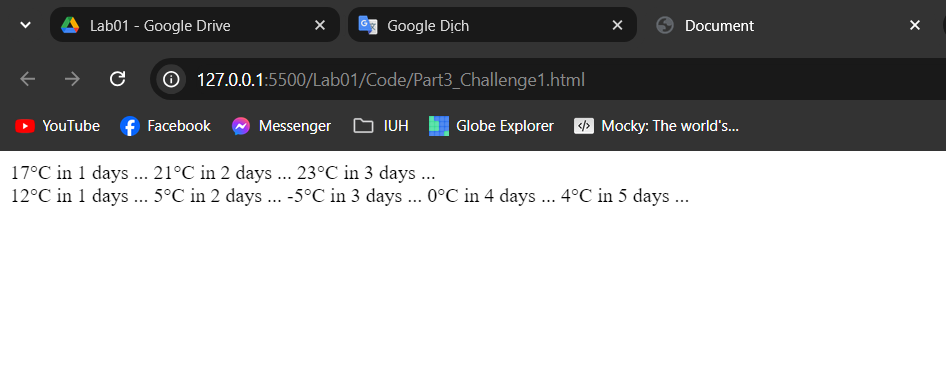 Lab01 - Google Drive
Google Dịch
Document
127.0.0.1:5500/Lab01/Code/Part3_Challenge1.html
YouTube
Facebook
Messenger
IUH
Globe Explorer
Mocky: The world's...
17°C in 1 days ... 21°C in 2 days ... 23°C in 3 days ...
12°C in 1 days ... 5°C in 2 days ... -5°C in 3 days ... 0°C in 4 days ... 4°C in 5 days ...